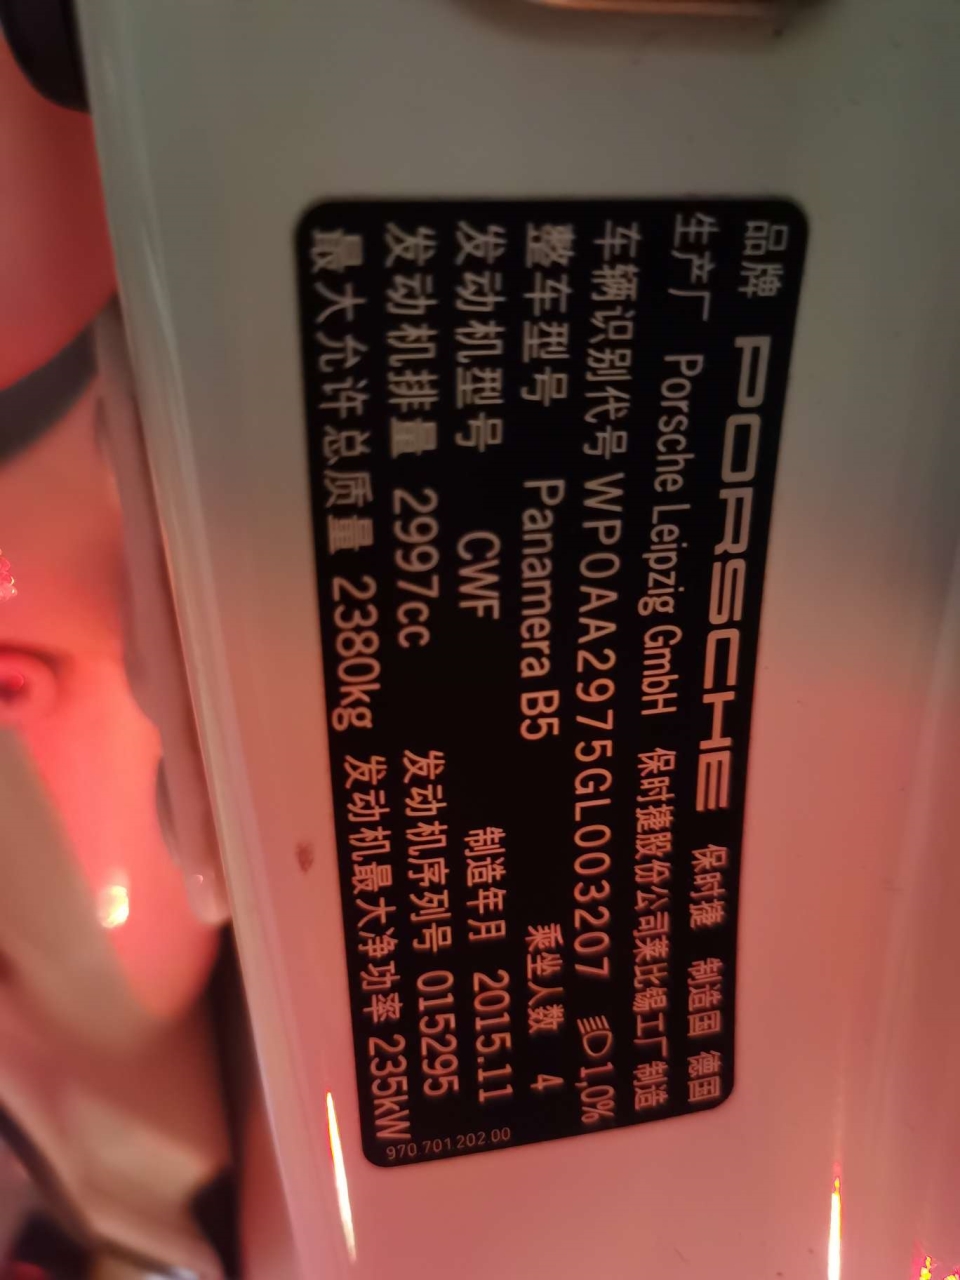 品牌 PORSCHE 保时捷 制造国 德国
生产厂 Porsche Leipzig GmbH 保时捷股份公司莱比锡工厂 制造
车辆识别代号 WP0AA2975GL003207 1,0%
整车型号 Panamera B5 乘坐人数 4
发动机型号 CWF 制造年月 2015.11
发动机排量 2997cc 发动机序列号 015295
最大允许总质量 2380kg 发动机最大净功率 235kW
970.701.202.00